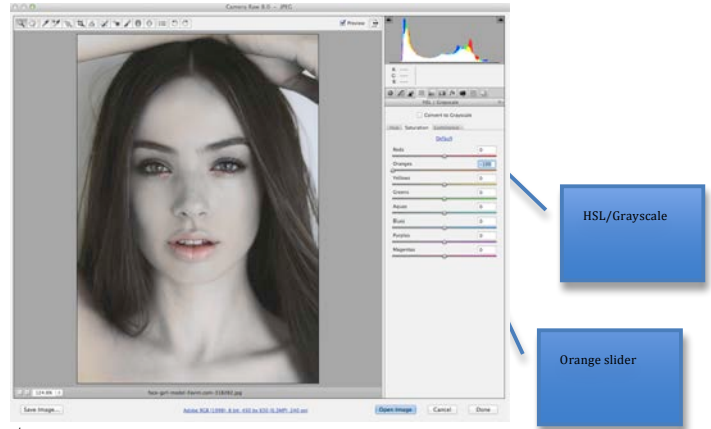 Camera Raw 8.0 - JPEG
Preview
R: ---
G: ---
B: ---
HSL / Grayscale
Convert to Grayscale
Hue Saturation Luminance
Default
Reds 0
Oranges -100
Yellows 0
Greens 0
Aquas 0
Blues 0
Purples 0
Magentas 0
HSL/Grayscale
Orange slider
Save Image...
Open Image Cancel Done